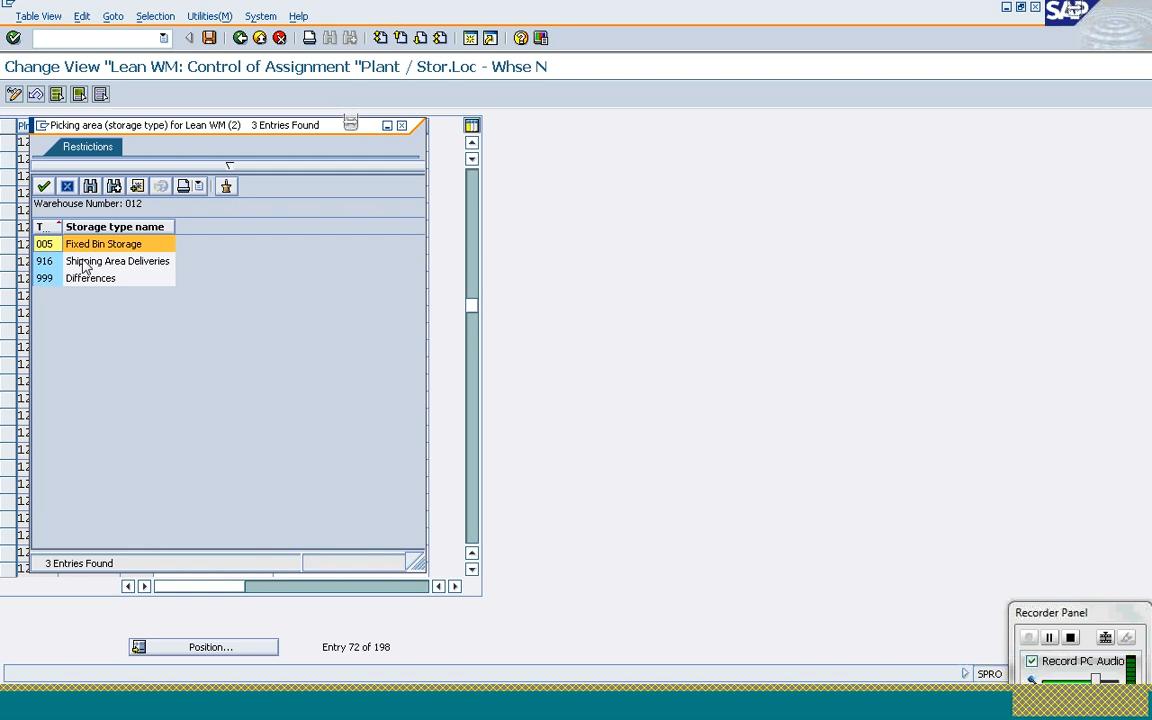 Table View Edit Goto Selection Utilities(M) System Help
SAP
Change View "Lean WM: Control of Assignment "Plant / Stor.Loc - Whse N
Picking area (storage type) for Lean WM (2) 3 Entries Found
Restrictions
Warehouse Number: 012
T... Storage type name
005 Fixed Bin Storage
916 Shipping Area Deliveries
999 Differences
3 Entries Found
Position... Entry 72 of 198
SPRO
Recorder Panel
Record PC Audio